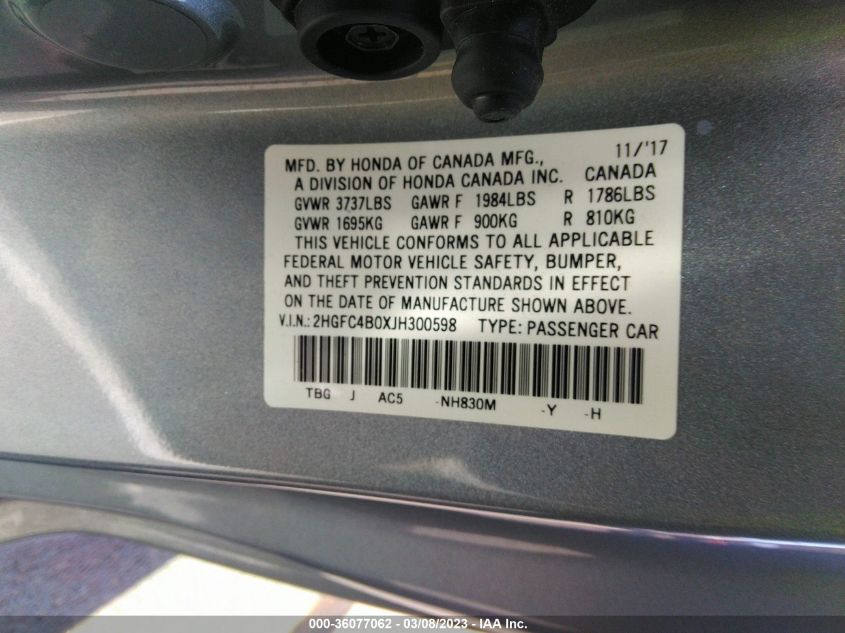 MFD. BY HONDA OF CANADA MFG., 11/'17
A DIVISION OF HONDA CANADA INC. CANADA
GVWR 3737LBS GAWR F 1984LBS R 1786LBS
GVWR 1695KG GAWR F 900KG R 810KG
THIS VEHICLE CONFORMS TO ALL APPLICABLE
FEDERAL MOTOR VEHICLE SAFETY, BUMPER,
AND THEFT PREVENTION STANDARDS IN EFFECT
ON THE DATE OF MANUFACTURE SHOWN ABOVE.
V.I.N.: 2HGFC4B0XJH300598 TYPE: PASSENGER CAR
TBG J AC5 -NH830M -Y -H
000-36077062 - 03/08/2023 - IAA Inc.